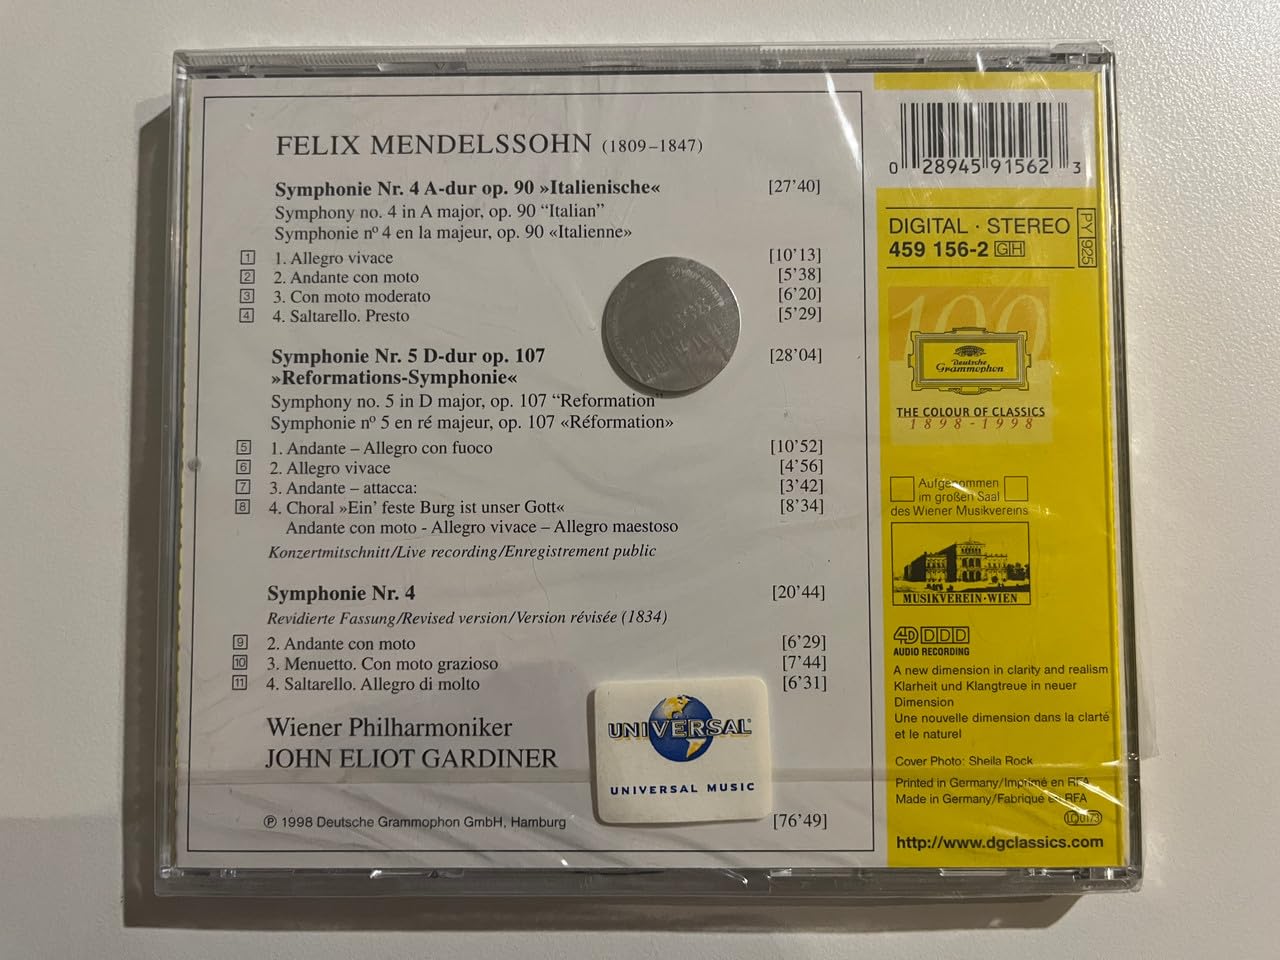 FELIX MENDELSSOHN (1809–1847)
Symphonie Nr. 4 A-dur op. 90 »Italienische« [27’40]
Symphony no. 4 in A major, op. 90 “Italian”
Symphonie nº 4 en la majeur, op. 90 «Italienne»
1 1. Allegro vivace [10’13]
2 2. Andante con moto [5’38]
3 3. Con moto moderato [6’20]
4 4. Saltarello. Presto [5’29]
Symphonie Nr. 5 D-dur op. 107 [28’04]
»Reformations-Symphonie«
Symphony no. 5 in D major, op. 107 “Reformation”
Symphonie nº 5 en ré majeur, op. 107 «Réformation»
5 1. Andante – Allegro con fuoco [10’52]
6 2. Allegro vivace [4’56]
7 3. Andante – attacca: [3’42]
8 4. Choral »Ein’ feste Burg ist unser Gott« [8’34]
Andante con moto - Allegro vivace – Allegro maestoso
Konzertmitschnitt/Live recording/Enregistrement public
Symphonie Nr. 4 [20’44]
Revidierte Fassung/Revised version/Version révisée (1834)
9 2. Andante con moto [6’29]
10 3. Menuetto. Con moto grazioso [7’44]
11 4. Saltarello. Allegro di molto [6’31]
Wiener Philharmoniker
JOHN ELIOT GARDINER
℗ 1998 Deutsche Grammophon GmbH, Hamburg [76’49]
UNIVERSAL
UNIVERSAL MUSIC
0 28945 91562 3
DIGITAL · STEREO
459 156-2 GH
PY 925
100
Deutsche
Grammophon
THE COLOUR OF CLASSICS
1898-1998
Aufgenommen
im großen Saal
des Wiener Musikvereins
MUSIKVEREIN·WIEN
4D DDD
AUDIO RECORDING
A new dimension in clarity and realism
Klarheit und Klangtreue in neuer
Dimension
Une nouvelle dimension dans la clarté
et le naturel
Cover Photo: Sheila Rock
Printed in Germany/Imprimé en RFA
Made in Germany/Fabriqué en RFA
LC 0173
http://www.dgclassics.com